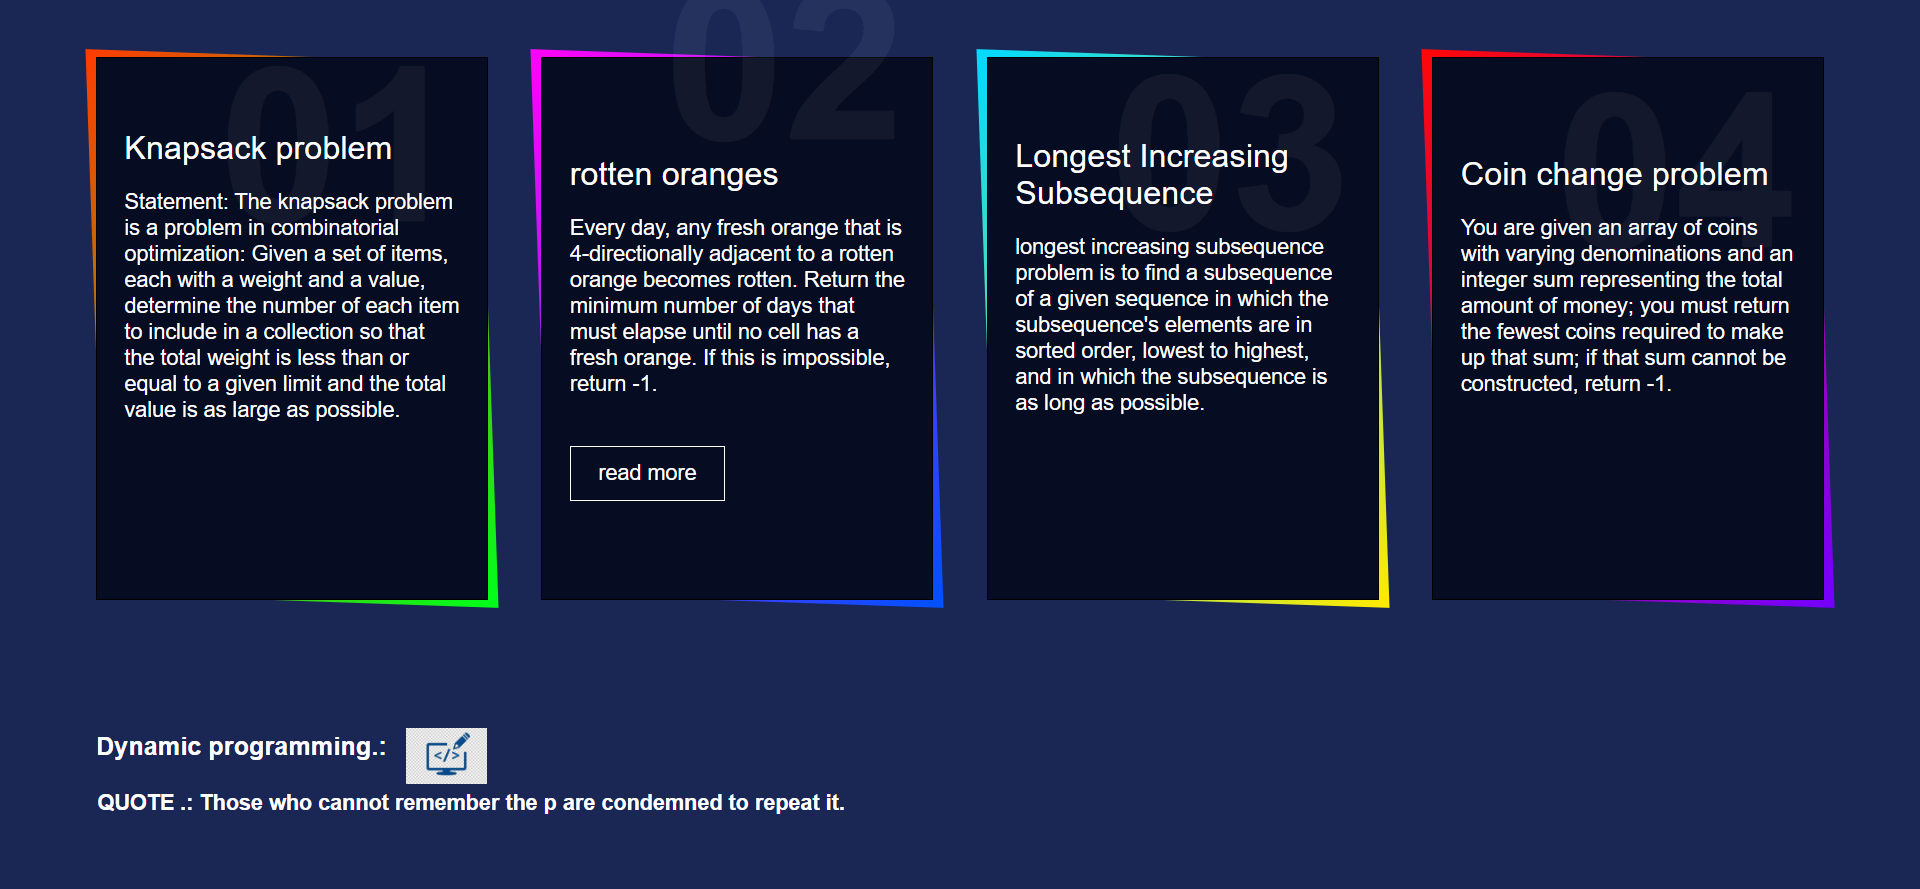 01
Knapsack problem
Statement: The knapsack problem
is a problem in combinatorial
optimization: Given a set of items,
each with a weight and a value,
determine the number of each item
to include in a collection so that
the total weight is less than or
equal to a given limit and the total
value is as large as possible.
02
rotten oranges
Every day, any fresh orange that is
4-directionally adjacent to a rotten
orange becomes rotten. Return the
minimum number of days that
must elapse until no cell has a
fresh orange. If this is impossible,
return -1.
read more
03
Longest Increasing
Subsequence
longest increasing subsequence
problem is to find a subsequence
of a given sequence in which the
subsequence's elements are in
sorted order, lowest to highest,
and in which the subsequence is
as long as possible.
04
Coin change problem
You are given an array of coins
with varying denominations and an
integer sum representing the total
amount of money; you must return
the fewest coins required to make
up that sum; if that sum cannot be
constructed, return -1.
Dynamic programming.:
</>
QUOTE .: Those who cannot remember the p are condemned to repeat it.